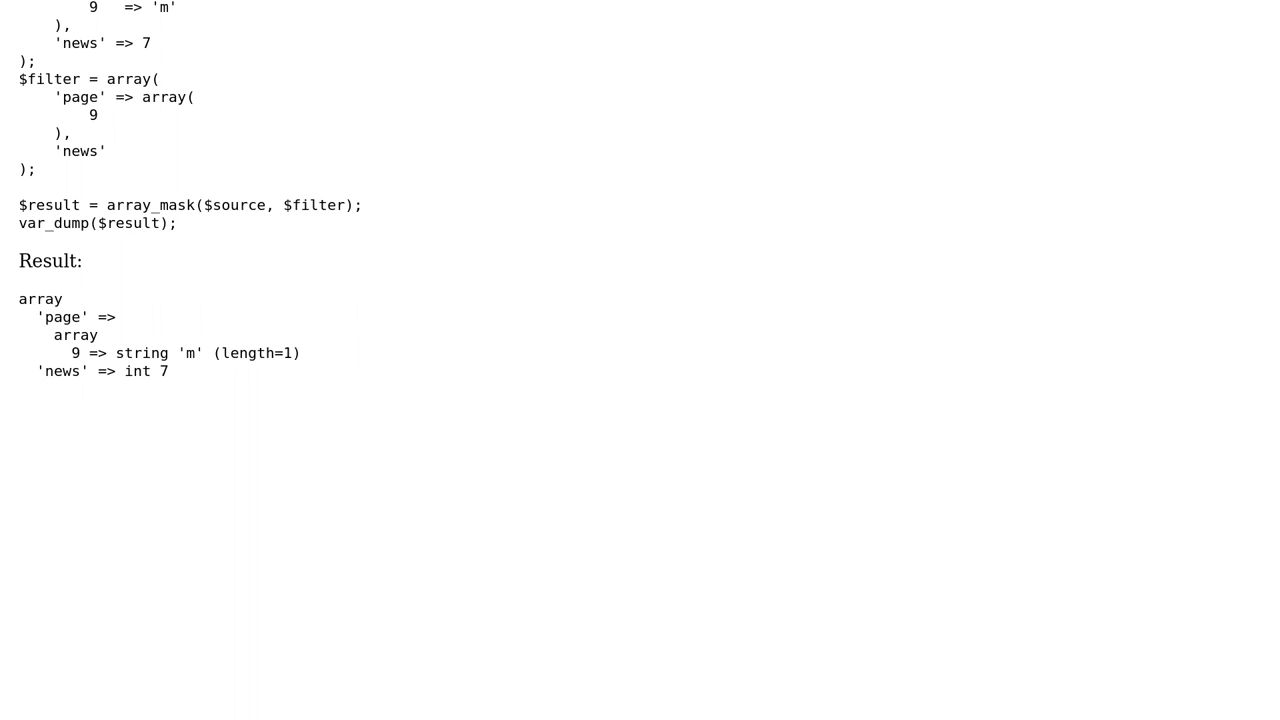 9   => 'm'
    ),
    'news' => 7
);
$filter = array(
    'page' => array(
        9
    ),
    'news'
);

$result = array_mask($source, $filter);
var_dump($result);

Result:

array
  'page' =>
    array
      9 => string 'm' (length=1)
  'news' => int 7